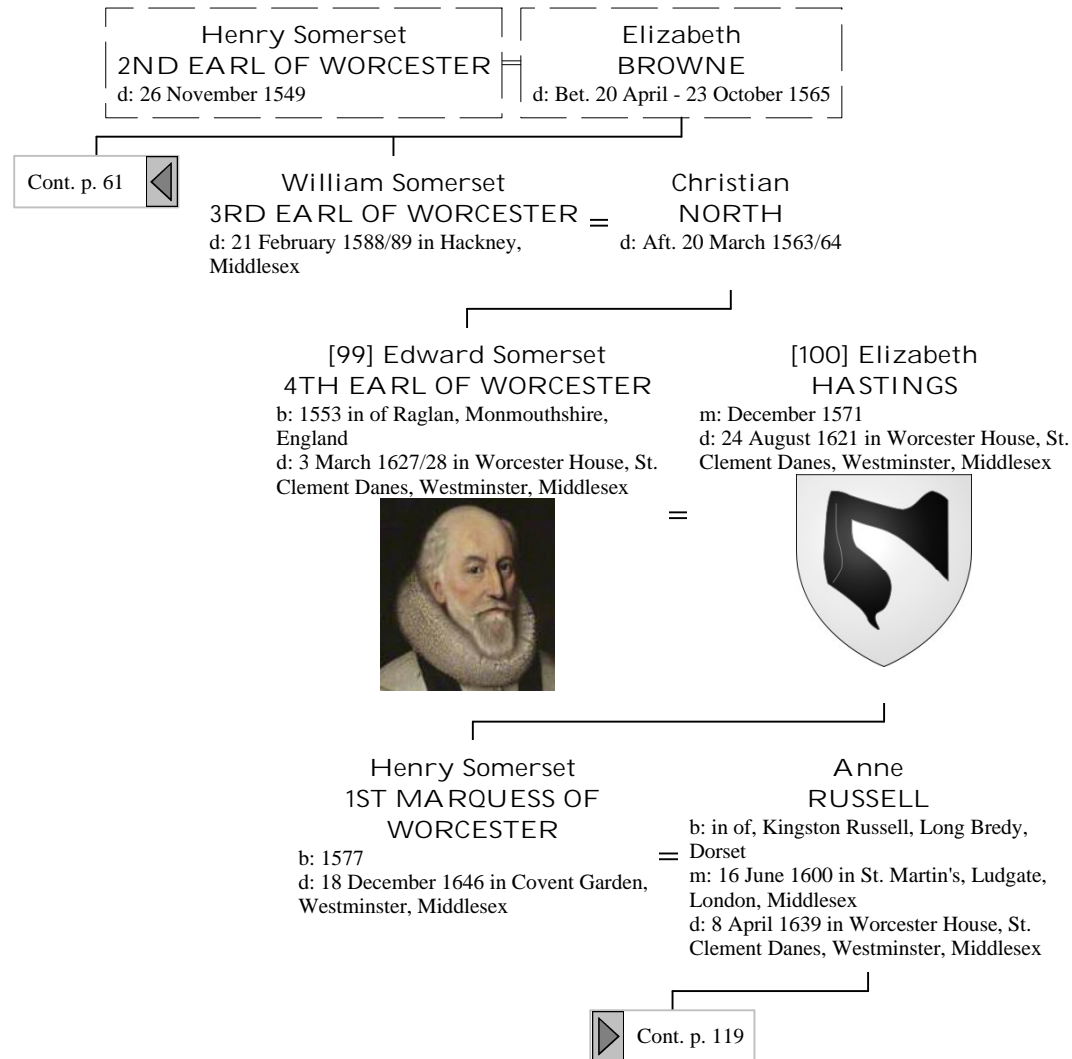 Henry Somerset
2ND EARL OF WORCESTER
d: 26 November 1549
=
Elizabeth
BROWNE
d: Bet. 20 April - 23 October 1565
Cont. p. 61
William Somerset
3RD EARL OF WORCESTER
d: 21 February 1588/89 in Hackney,
Middlesex
=
Christian
NORTH
d: Aft. 20 March 1563/64
[99] Edward Somerset
4TH EARL OF WORCESTER
b: 1553 in of Raglan, Monmouthshire,
England
d: 3 March 1627/28 in Worcester House, St.
Clement Danes, Westminster, Middlesex
=
[100] Elizabeth
HASTINGS
m: December 1571
d: 24 August 1621 in Worcester House, St.
Clement Danes, Westminster, Middlesex
Henry Somerset
1ST MARQUESS OF
WORCESTER
b: 1577
d: 18 December 1646 in Covent Garden,
Westminster, Middlesex
=
Anne
RUSSELL
b: in of, Kingston Russell, Long Bredy,
Dorset
m: 16 June 1600 in St. Martin's, Ludgate,
London, Middlesex
d: 8 April 1639 in Worcester House, St.
Clement Danes, Westminster, Middlesex
Cont. p. 119